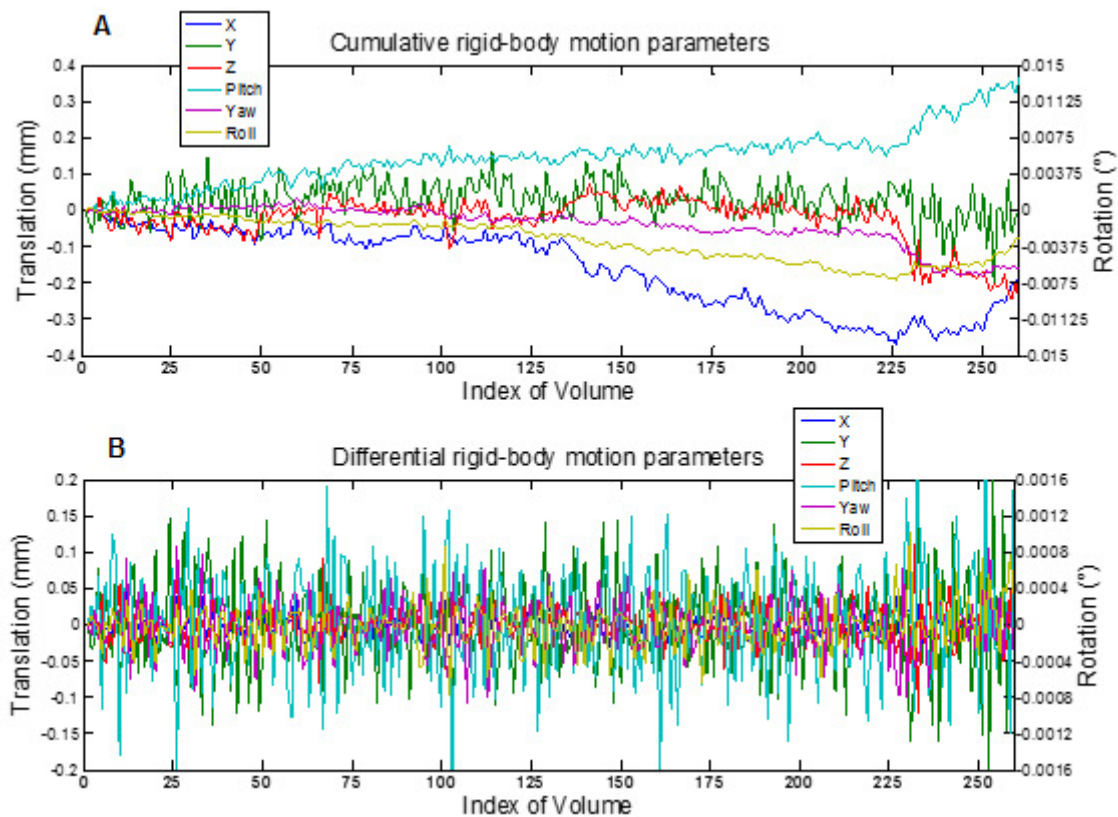 A
X
Y
Z
Pitch
Yaw
Roll
Cumulative rigid-body motion parameters
Translation (mm)
0.4
0.3
0.2
0.1
0
-0.1
-0.2
-0.3
-0.4
0.015
0.01125
0.0075
0.00375
0
-0.00375
-0.0075
-0.01125
-0.015
Rotation (°)
0 25 50 75 100 125 150 175 200 225 250
Index of Volume
B
X
Y
Z
Pitch
Yaw
Roll
Differential rigid-body motion parameters
Translation (mm)
0.2
0.15
0.1
0.05
0
-0.05
-0.1
-0.15
-0.2
0.0016
0.0012
0.0008
0.0004
0
-0.0004
-0.0008
-0.0012
-0.0016
Rotation (°)
0 25 50 75 100 125 150 175 200 225 250
Index of Volume